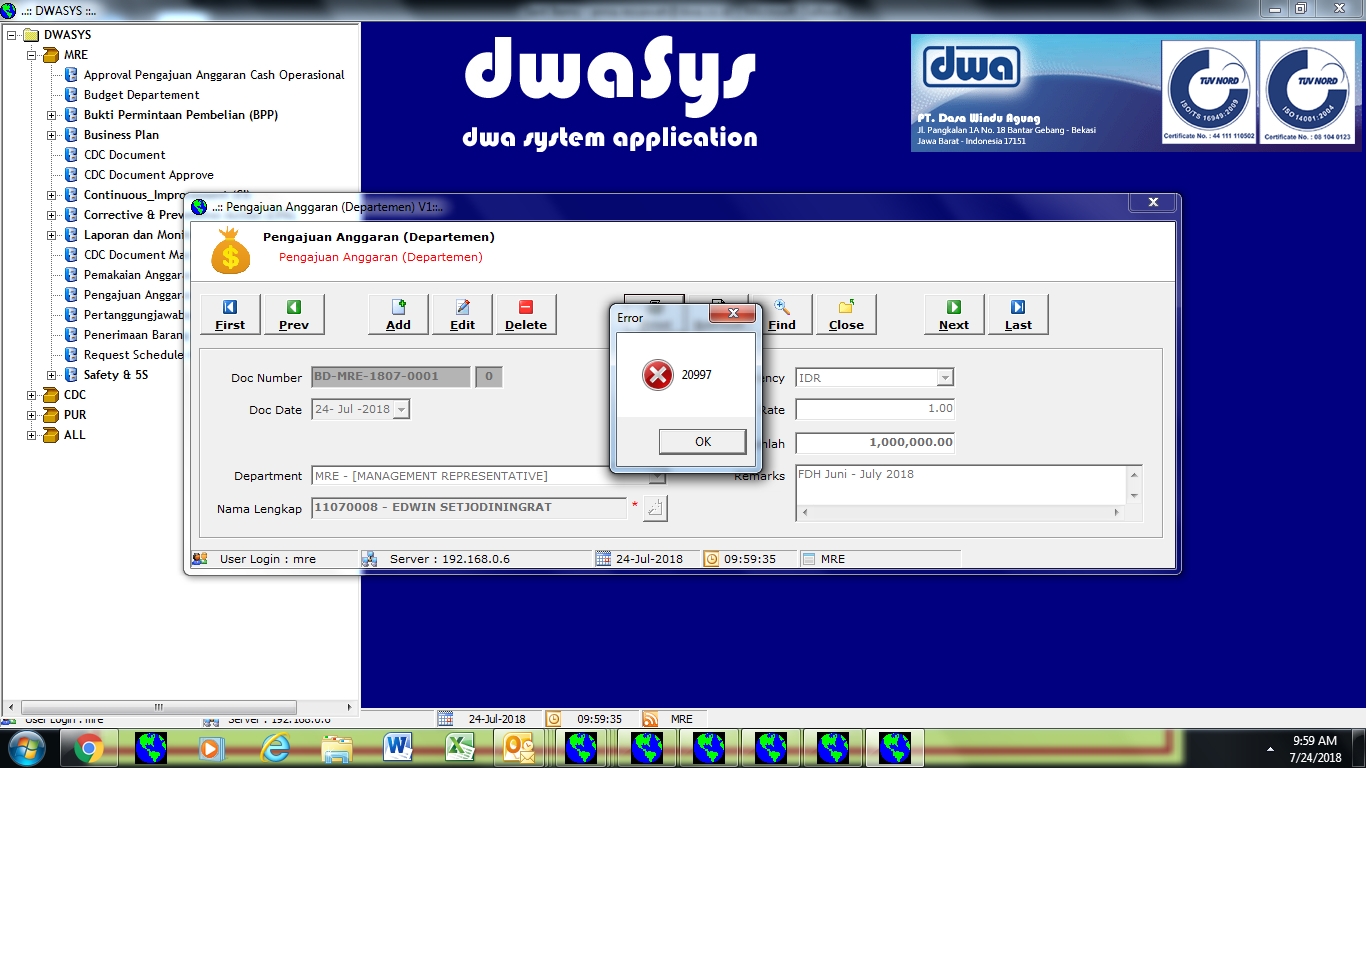 ..:: DWASYS ::..
DWASYS
MRE
Approval Pengajuan Anggaran Cash Operasional
Budget Departement
Bukti Permintaan Pembelian (BPP)
Business Plan
CDC Document
CDC Document Approve
Continuous_Impro
Corrective & Prev
Laporan dan Moni
CDC Document Ma
Pemakaian Anggar
Pengajuan Anggar
Pertanggungjawab
Penerimaan Baran
Request Schedule
Safety & 5S
CDC
PUR
ALL
dwaSys
dwa system application
dwa
PT. Dasa Windu Agung
Jl. Pangkalan 1A No. 18 Bantar Gebang - Bekasi
Jawa Barat - Indonesia 17151
TUV NORD
ISO/TS 16949:2009
Certificate No. : 44 111 110502
TUV NORD
ISO 14001:2004
Certificate No. : 08 104 0123
..:: Pengajuan Anggaran (Departemen) V1::..
Pengajuan Anggaran (Departemen)
Pengajuan Anggaran (Departemen)
First
Prev
Add
Edit
Delete
Find
Close
Next
Last
Error
20997
OK
Doc Number
BD-MRE-1807-0001
0
Doc Date
24- Jul -2018
Department
MRE - [MANAGEMENT REPRESENTATIVE]
Nama Lengkap
11070008 - EDWIN SETJODININGRAT
*
ncy
IDR
Rate
1.00
nlah
1,000,000.00
Remarks
FDH Juni - July 2018
User Login : mre
Server : 192.168.0.6
24-Jul-2018
09:59:35
MRE
User Login : mre
Server : 192.168.0.6
24-Jul-2018
09:59:35
MRE
9:59 AM
7/24/2018